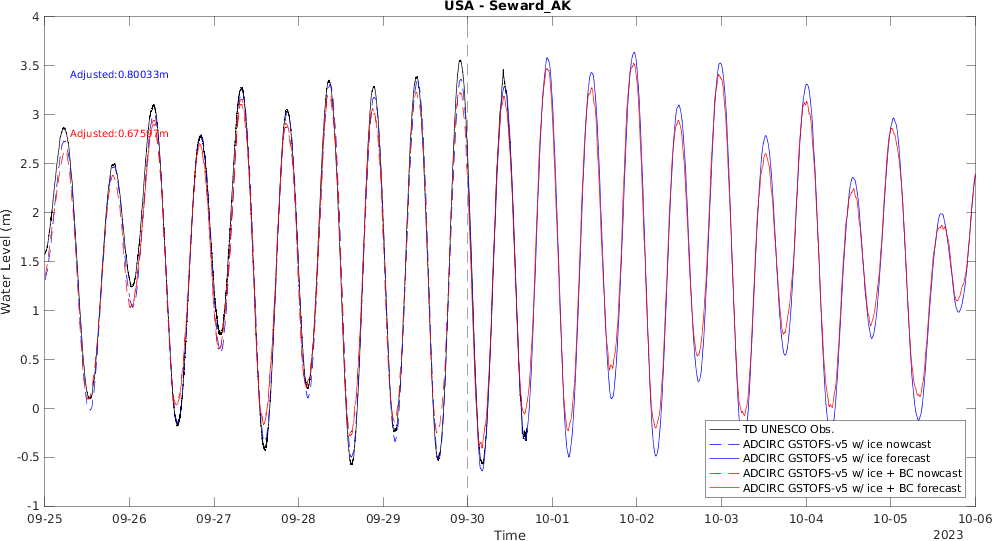 USA - Seward_AK
Water Level (m)
4
3.5
3
2.5
2
1.5
1
0.5
0
-0.5
-1
Adjusted:0.80033m
Adjusted:0.67597m
TD UNESCO Obs.
ADCIRC GSTOFS-v5 w/ ice nowcast
ADCIRC GSTOFS-v5 w/ ice forecast
ADCIRC GSTOFS-v5 w/ ice + BC nowcast
ADCIRC GSTOFS-v5 w/ ice + BC forecast
09-25 09-26 09-27 09-28 09-29 09-30 10-01 10-02 10-03 10-04 10-05 10-06
Time
2023